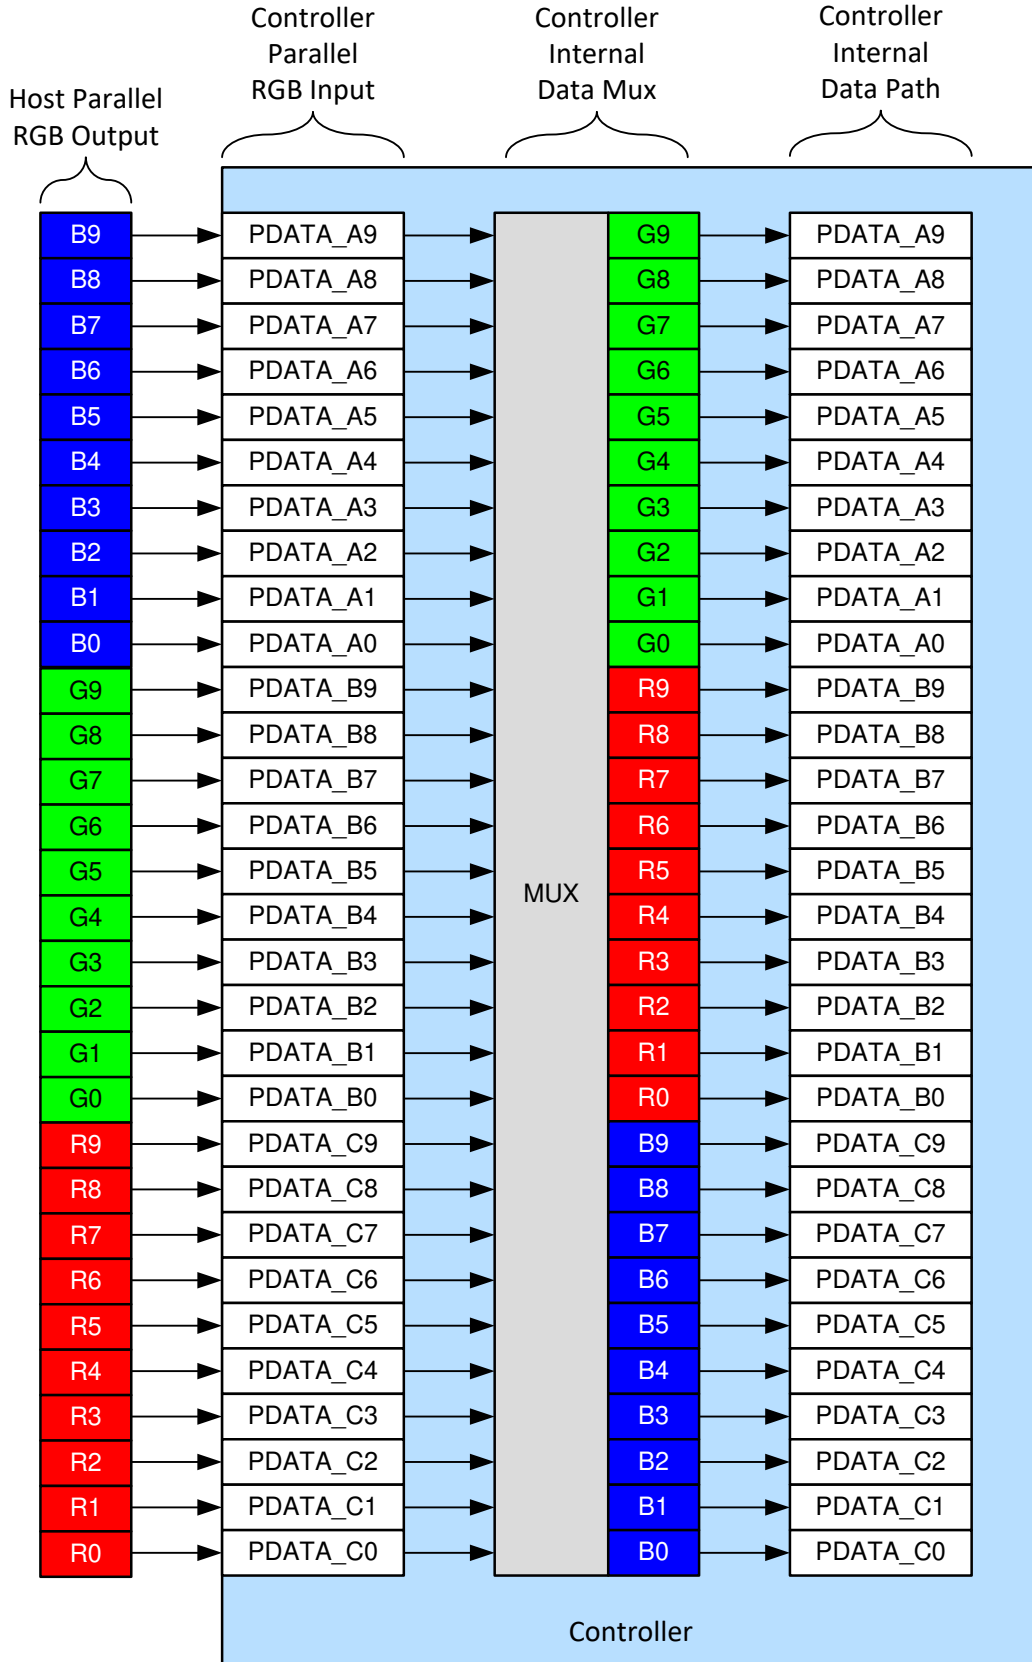 Host Parallel
RGB Output
Controller
Parallel
RGB Input
Controller
Internal
Data Mux
Controller
Internal
Data Path
B9 PDATA_A9 G9 PDATA_A9
B8 PDATA_A8 G8 PDATA_A8
B7 PDATA_A7 G7 PDATA_A7
B6 PDATA_A6 G6 PDATA_A6
B5 PDATA_A5 G5 PDATA_A5
B4 PDATA_A4 G4 PDATA_A4
B3 PDATA_A3 G3 PDATA_A3
B2 PDATA_A2 G2 PDATA_A2
B1 PDATA_A1 G1 PDATA_A1
B0 PDATA_A0 G0 PDATA_A0
G9 PDATA_B9 R9 PDATA_B9
G8 PDATA_B8 R8 PDATA_B8
G7 PDATA_B7 R7 PDATA_B7
G6 PDATA_B6 R6 PDATA_B6
G5 PDATA_B5 R5 PDATA_B5
MUX
G4 PDATA_B4 R4 PDATA_B4
G3 PDATA_B3 R3 PDATA_B3
G2 PDATA_B2 R2 PDATA_B2
G1 PDATA_B1 R1 PDATA_B1
G0 PDATA_B0 R0 PDATA_B0
R9 PDATA_C9 B9 PDATA_C9
R8 PDATA_C8 B8 PDATA_C8
R7 PDATA_C7 B7 PDATA_C7
R6 PDATA_C6 B6 PDATA_C6
R5 PDATA_C5 B5 PDATA_C5
R4 PDATA_C4 B4 PDATA_C4
R3 PDATA_C3 B3 PDATA_C3
R2 PDATA_C2 B2 PDATA_C2
R1 PDATA_C1 B1 PDATA_C1
R0 PDATA_C0 B0 PDATA_C0
Controller